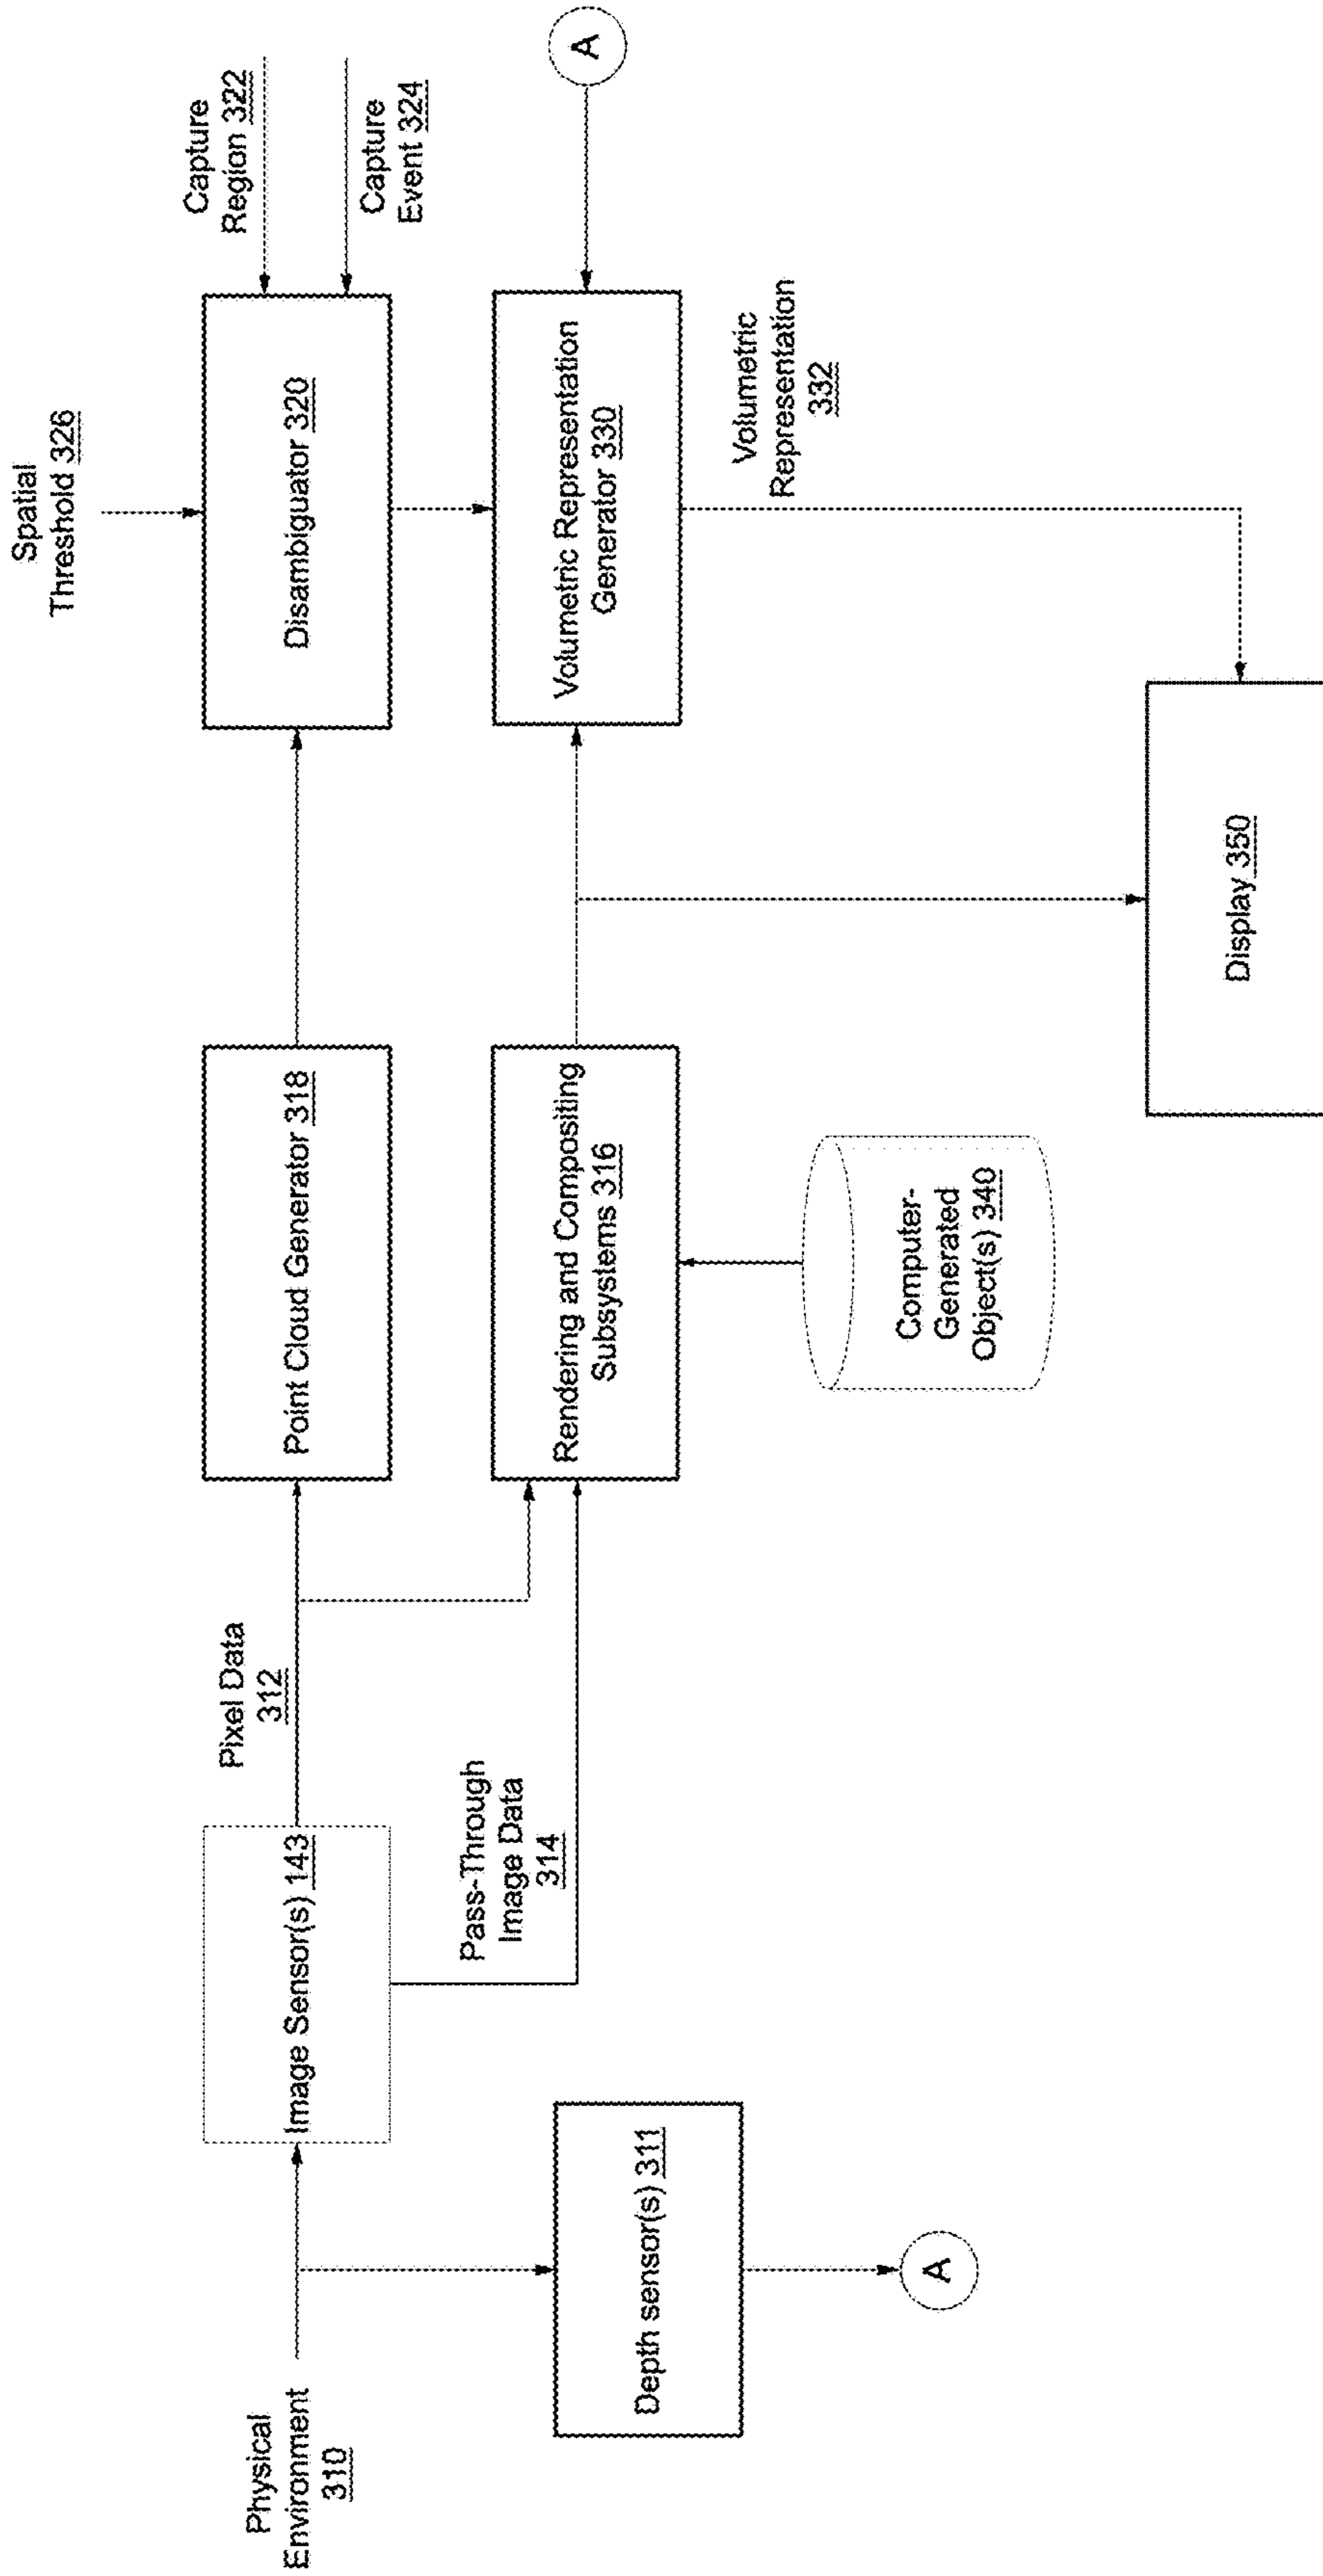 Physical
Environment
310
Image Sensor(s) 143
Depth sensor(s) 311
A
Pixel Data
312
Pass-Through
Image Data
314
Point Cloud Generator 318
Rendering and Compositing
Subsystems 316
Computer-
Generated
Object(s) 340
Spatial
Threshold 326
Disambiguator 320
Capture
Region 322
Capture
Event 324
Volumetric Representation
Generator 330
A
Volumetric
Representation
332
Display 350